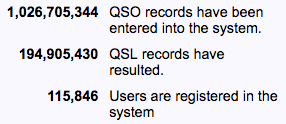 1,026,705,344 QSO records have been
entered into the system.
194,905,430 QSL records have
resulted.
115,846 Users are registered in the
system